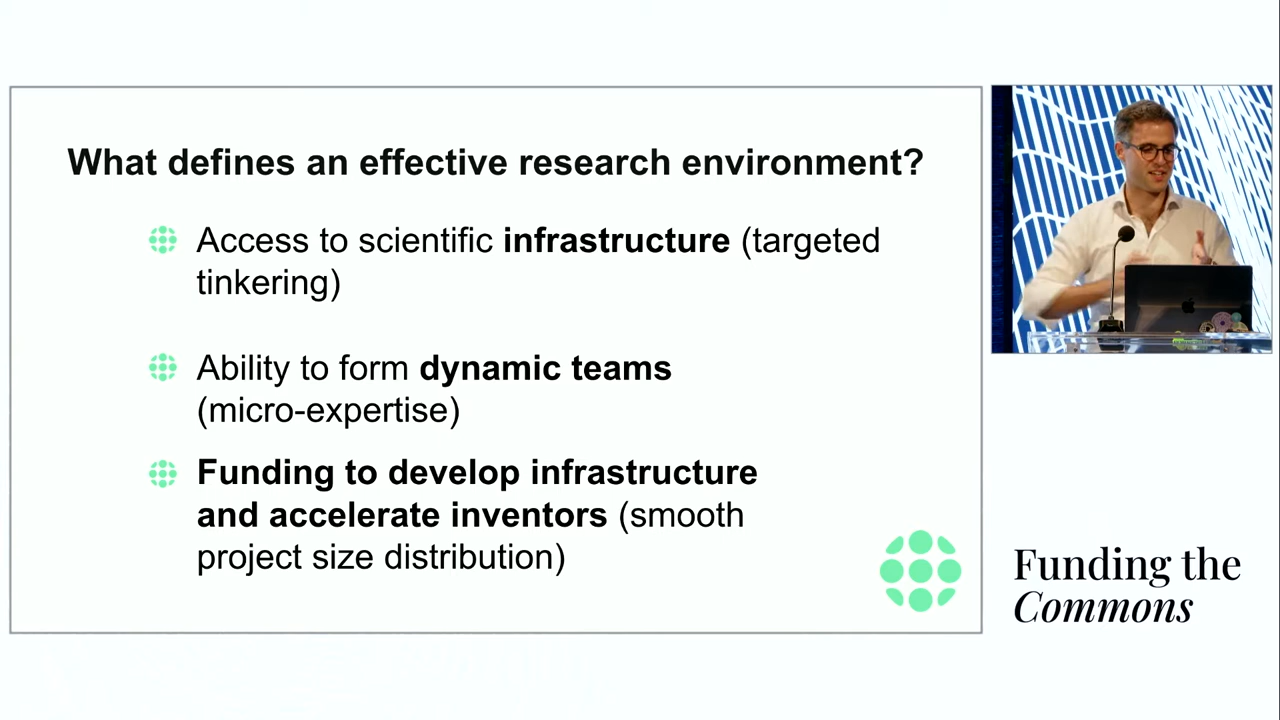 What defines an effective research environment?
Access to scientific infrastructure (targeted
tinkering)
Ability to form dynamic teams
(micro-expertise)
Funding to develop infrastructure
and accelerate inventors (smooth
project size distribution)
Funding the
Commons